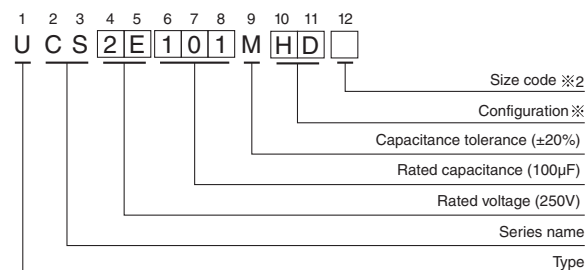 1 2 3 4 5 6 7 8 9 10 11 12
U C S 2 E 1 0 1 M H D
Size code ※2
Configuration ※
Capacitance tolerance (±20%)
Rated capacitance (100µF)
Rated voltage (250V)
Series name
Type